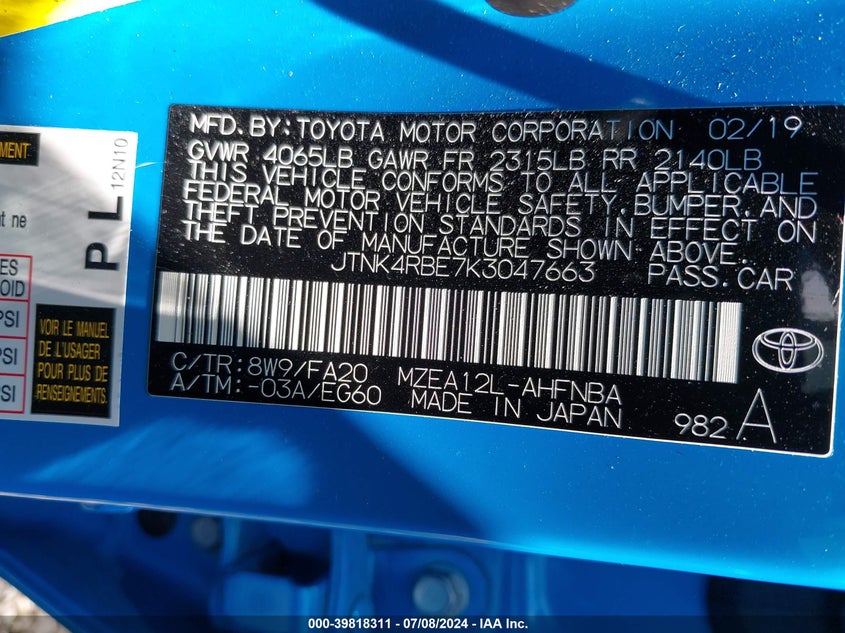 MFD. BY: TOYOTA MOTOR CORPORATION 02/19
GVWR 4065LB GAWR FR 2315LB RR 2140LB
THIS VEHICLE CONFORMS TO ALL APPLICABLE
FEDERAL MOTOR VEHICLE SAFETY, BUMPER, AND
THEFT PREVENTION STANDARDS IN EFFECT ON
THE DATE OF MANUFACTURE SHOWN ABOVE.
JTNK4RBE7K3047663 PASS. CAR
C/TR: 8W9/FA20 MZEA12L-AHFNBA
A/TM: -03A/EG60 MADE IN JAPAN
982 A
PL
12N10
ne
PSI
PSI
VOIR LE MANUEL
DE L'USAGER
POUR PLUS DE
RENSEIGNEMENTS
000-39818311 - 07/08/2024 - IAA Inc.